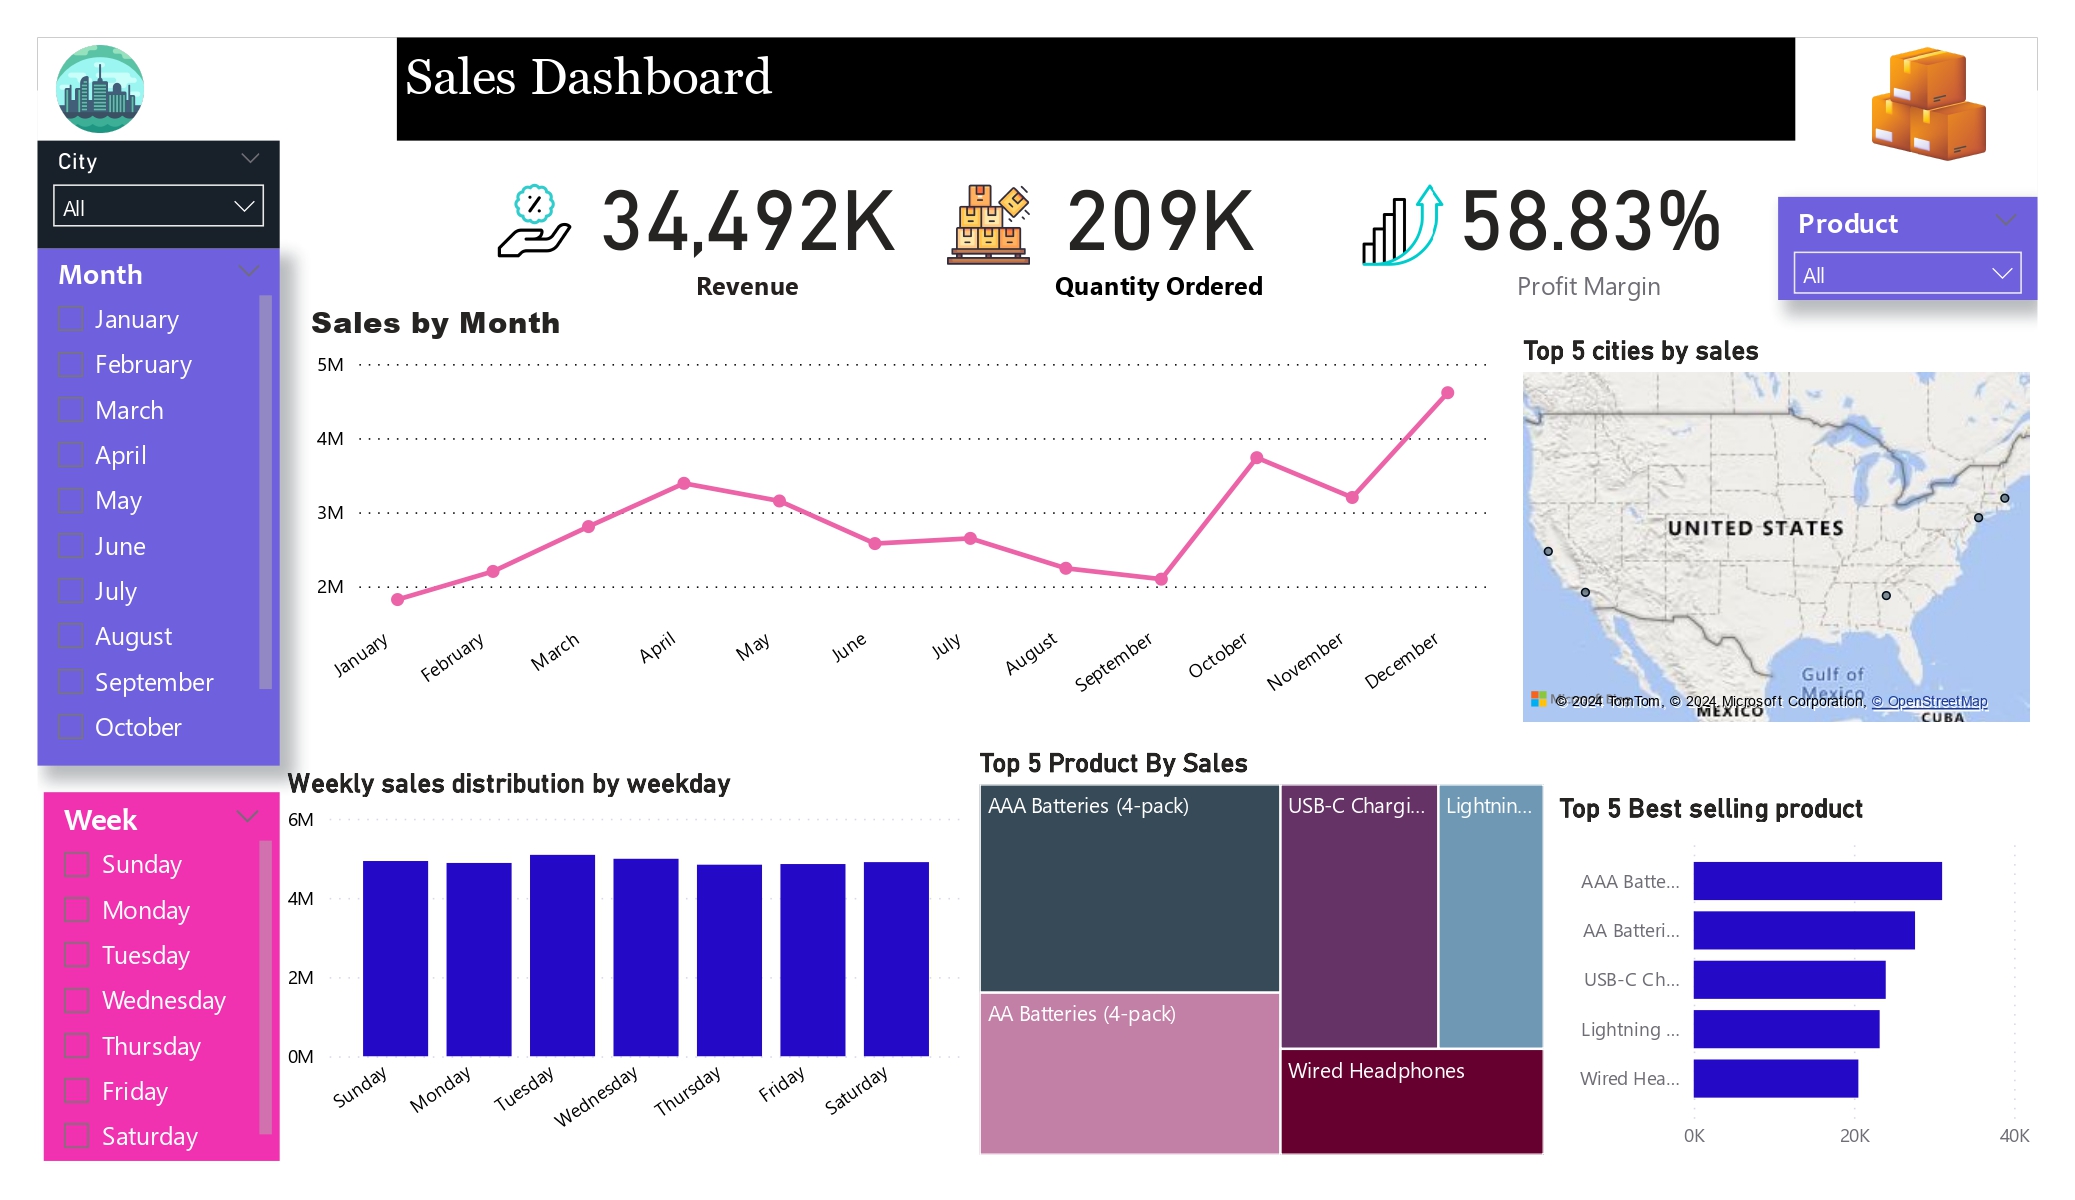 Sales Dashboard
City
All
34,492K
Revenue
209K
Quantity Ordered
58.83%
Profit Margin
Product
All
Month
January
February
March
April
May
June
July
August
September
October
Sales by Month
5M
4M
3M
2M
January
February
March
April
May
June
July
August
September
October
November
December
Top 5 cities by sales
UNITED STATES
Gulf of
Mexico
© 2024 TomTom, © 2024 Microsoft Corporation, © OpenStreetMap
MEXICO
CUBA
Week
Sunday
Monday
Tuesday
Wednesday
Thursday
Friday
Saturday
Weekly sales distribution by weekday
6M
4M
2M
0M
Sunday
Monday
Tuesday
Wednesday
Thursday
Friday
Saturday
Top 5 Product By Sales
AAA Batteries (4-pack)
USB-C Chargi...
Lightnin...
AA Batteries (4-pack)
Wired Headphones
Top 5 Best selling product
AAA Batte...
AA Batteri...
USB-C Ch...
Lightning ...
Wired Hea...
0K
20K
40K